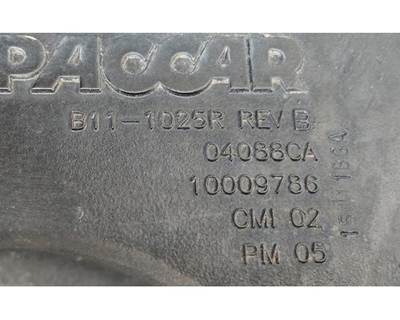 PACCAR
B11-1025R REV B
04088CA
10009786
CMI 02
PM 05